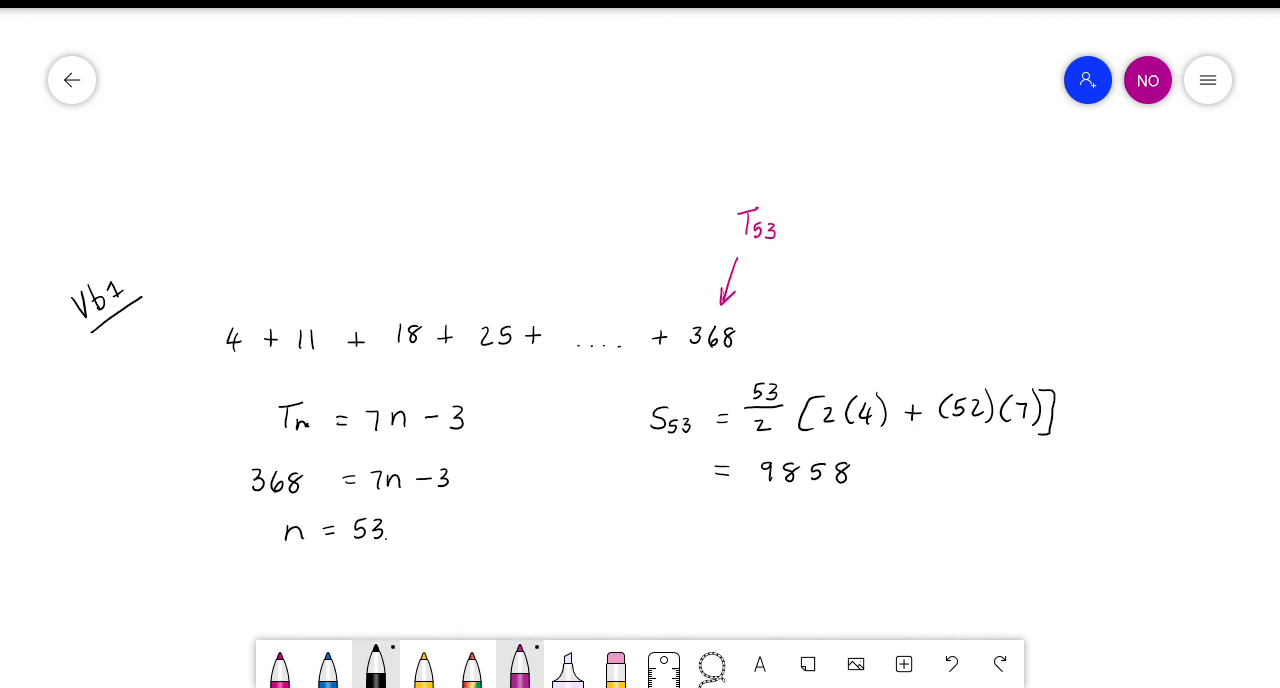 NO
T53
Vb1
4 + 11 + 18 + 25 + .... + 368
Tn = 7n - 3
368 = 7n - 3
n = 53.
S53 = 53/2 [2(4) + (52)(7)]
= 9858
A